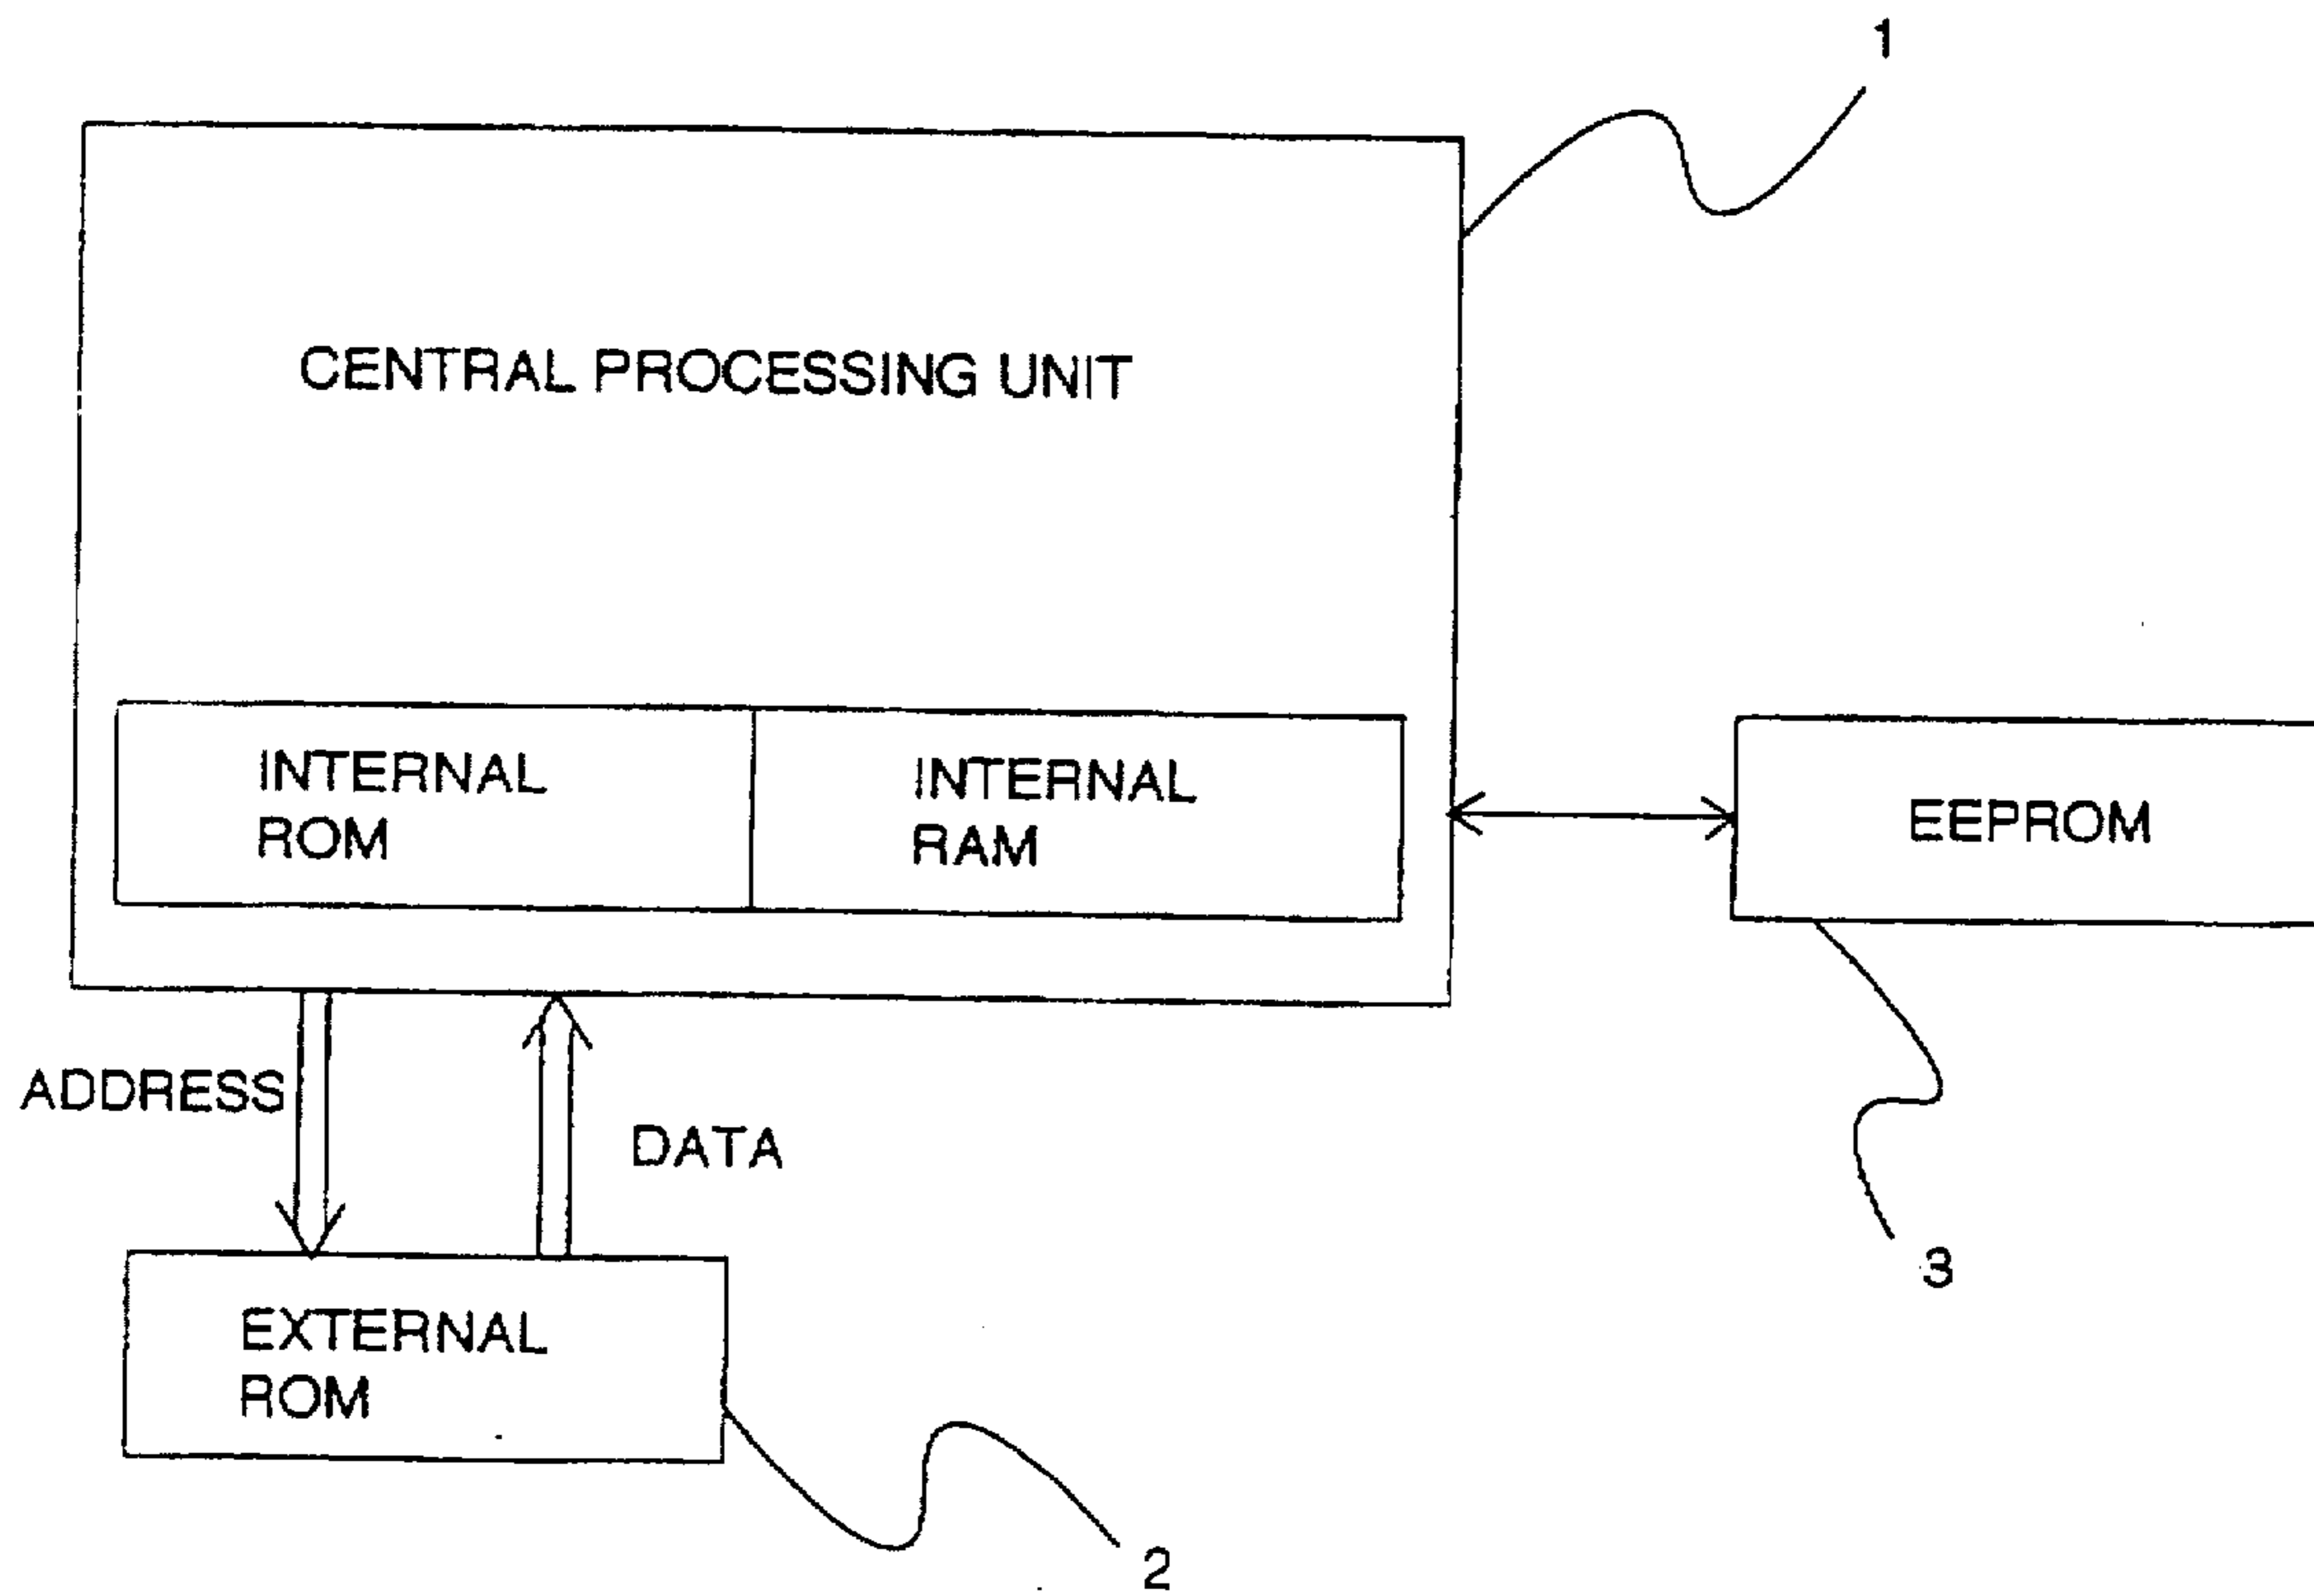 1
CENTRAL PROCESSING UNIT
INTERNAL
ROM
INTERNAL
RAM
EEPROM
ADDRESS
DATA
3
EXTERNAL
ROM
2